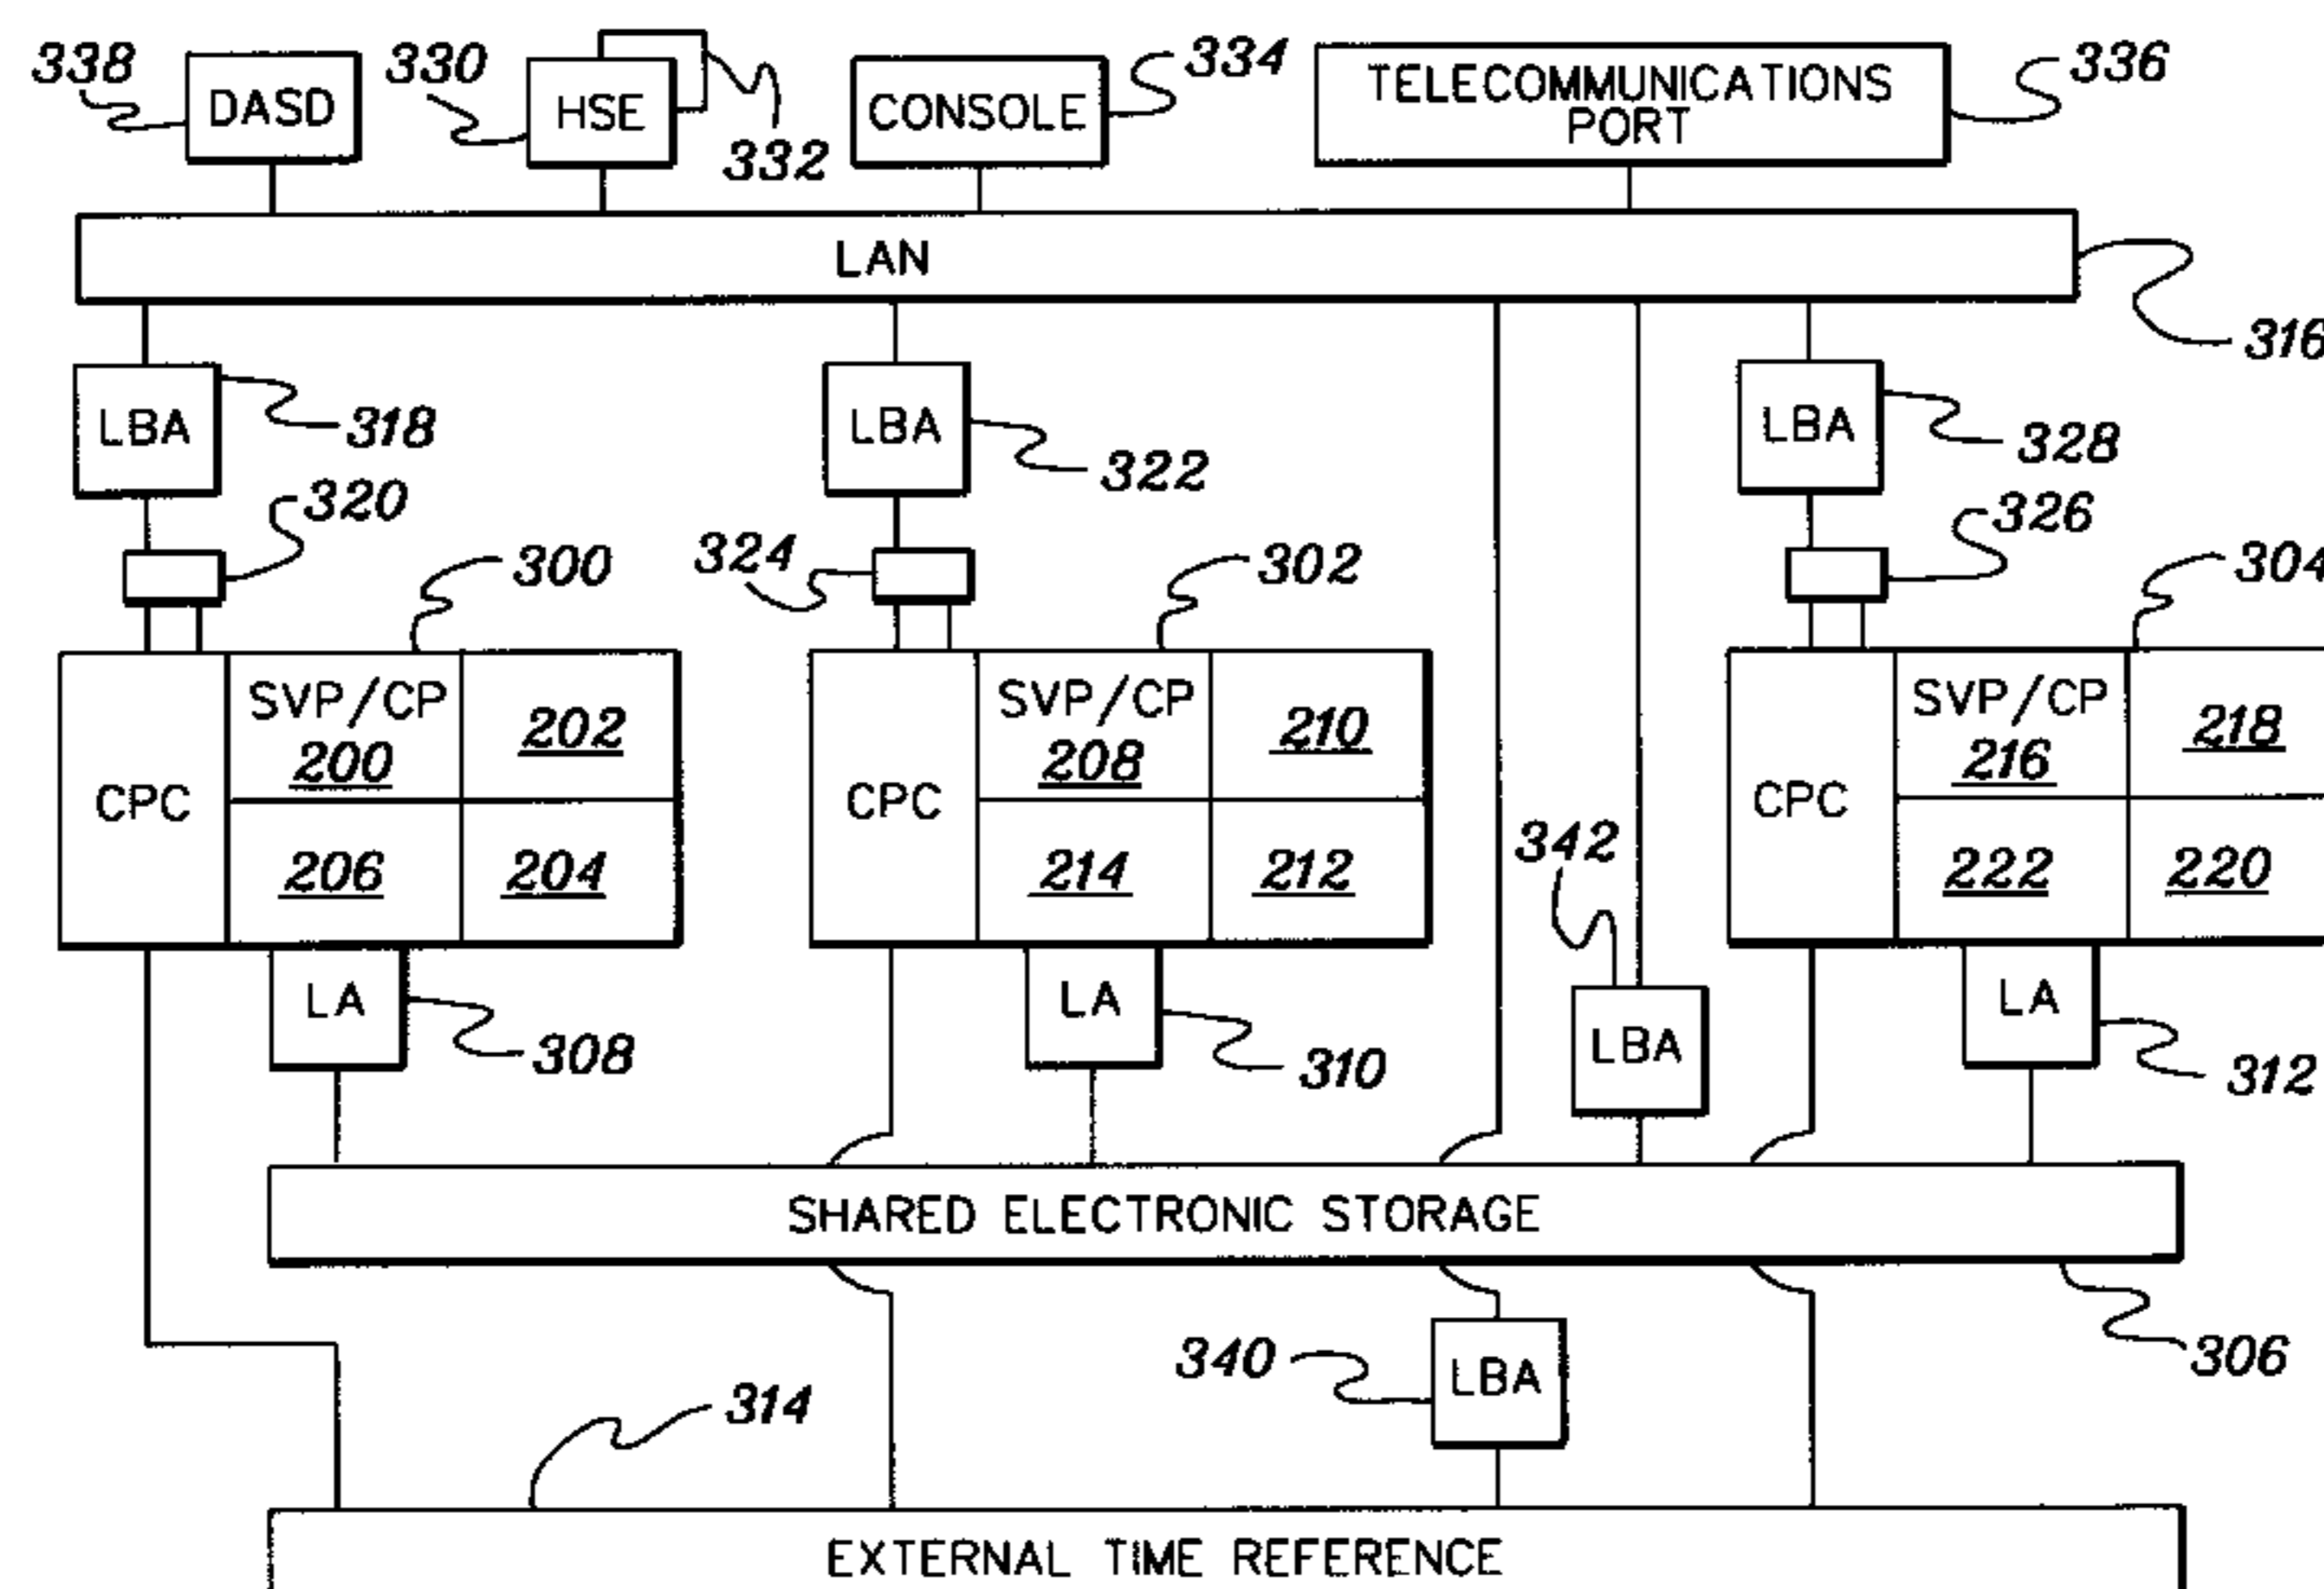 338
DASD
330
HSE
332
CONSOLE
334
TELECOMMUNICATIONS
PORT
336
LAN
316
LBA
318
LBA
322
LBA
328
320
324
326
300
302
304
CPC
SVP/CP
200
202
206
204
CPC
SVP/CP
208
210
214
212
CPC
SVP/CP
216
218
222
220
342
LA
308
LA
310
LBA
LA
312
SHARED ELECTRONIC STORAGE
306
340
LBA
314
EXTERNAL TIME REFERENCE